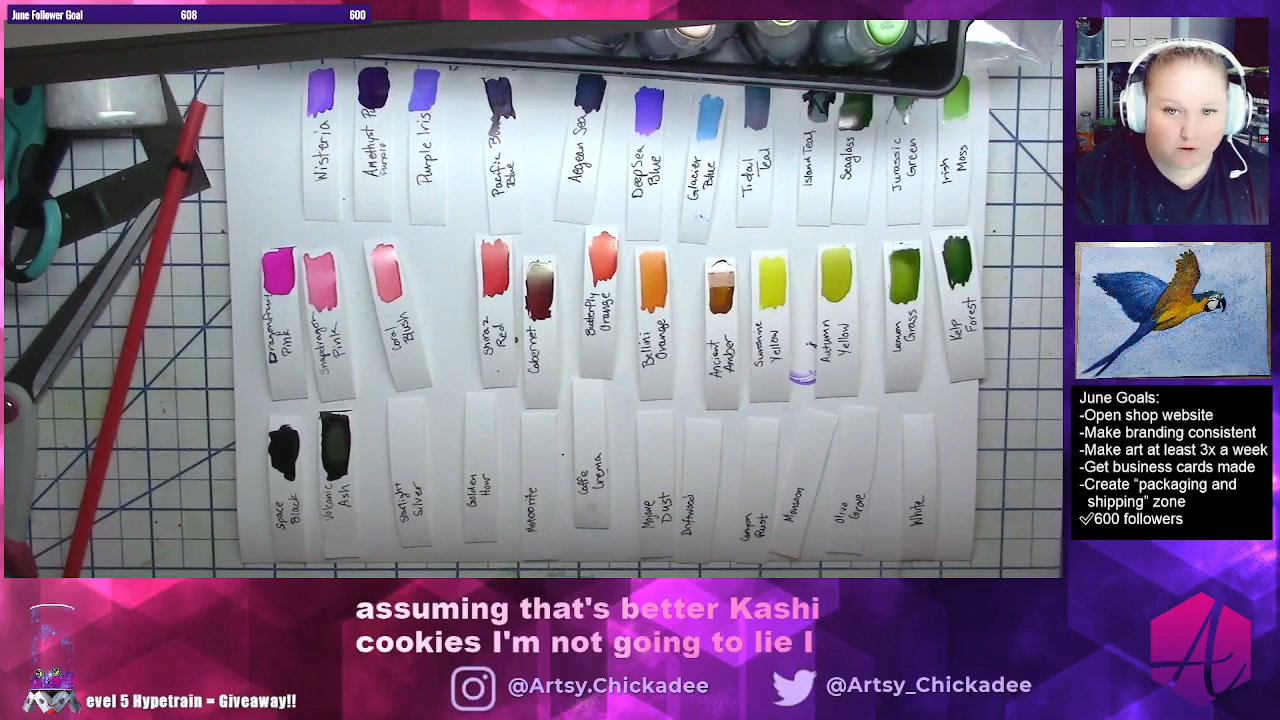 June Follower Goal 608 600
Wisteria
Amethyst
Purple
Purple Iris
Pacific
Blue
Aegean Sea
Deep Sea
Blue
Glacier
Blue
Tidal
Teal
Island Teal
Seaglass
Jurassic
Green
Irish
Moss
Dragonfruit
Pink
Snapdragon
Pink
Coral
Blush
Shiraz
Red
Cabernet
Butterfly
Orange
Bellini
Orange
Ancient
Amber
Sunshine
Yellow
Autumn
Yellow
Lemon
Grass
Kelp
Forest
Space
Black
Volcanic
Ash
Starlight
Silver
Golden
Hour
Meteorite
Caffe
Crema
Mojave
Dust
Driftwood
Canyon
Rust
Monsoon
Olive
Grove
White
June Goals:
-Open shop website
-Make branding consistent
-Make art at least 3x a week
-Get business cards made
-Create "packaging and
shipping" zone
✓600 followers
assuming that's better Kashi
cookies I'm not going to lie I
@Artsy.Chickadee
@Artsy_Chickadee
evel 5 Hypetrain = Giveaway!!